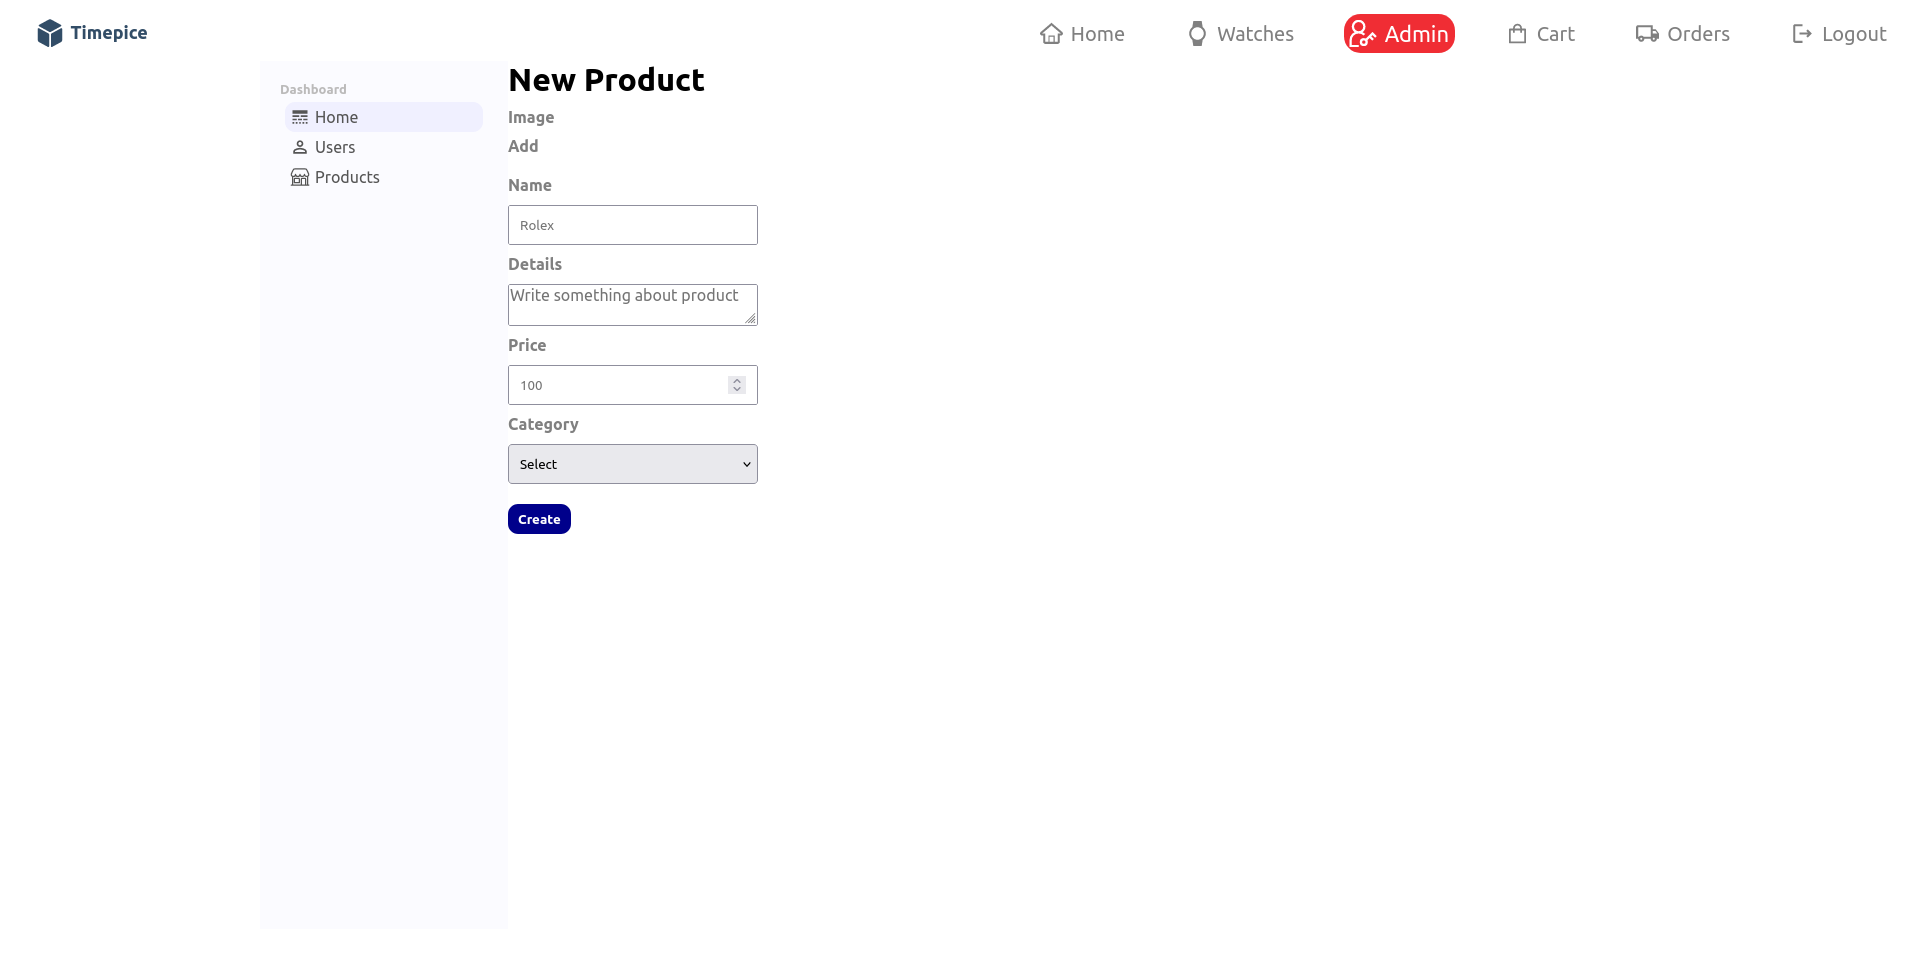 Timepice
Home
Watches
Admin
Cart
Orders
Logout
Dashboard
Home
Users
Products
New Product
Image
Add
Name
Rolex
Details
Write something about product
Price
100
Category
Select
Create